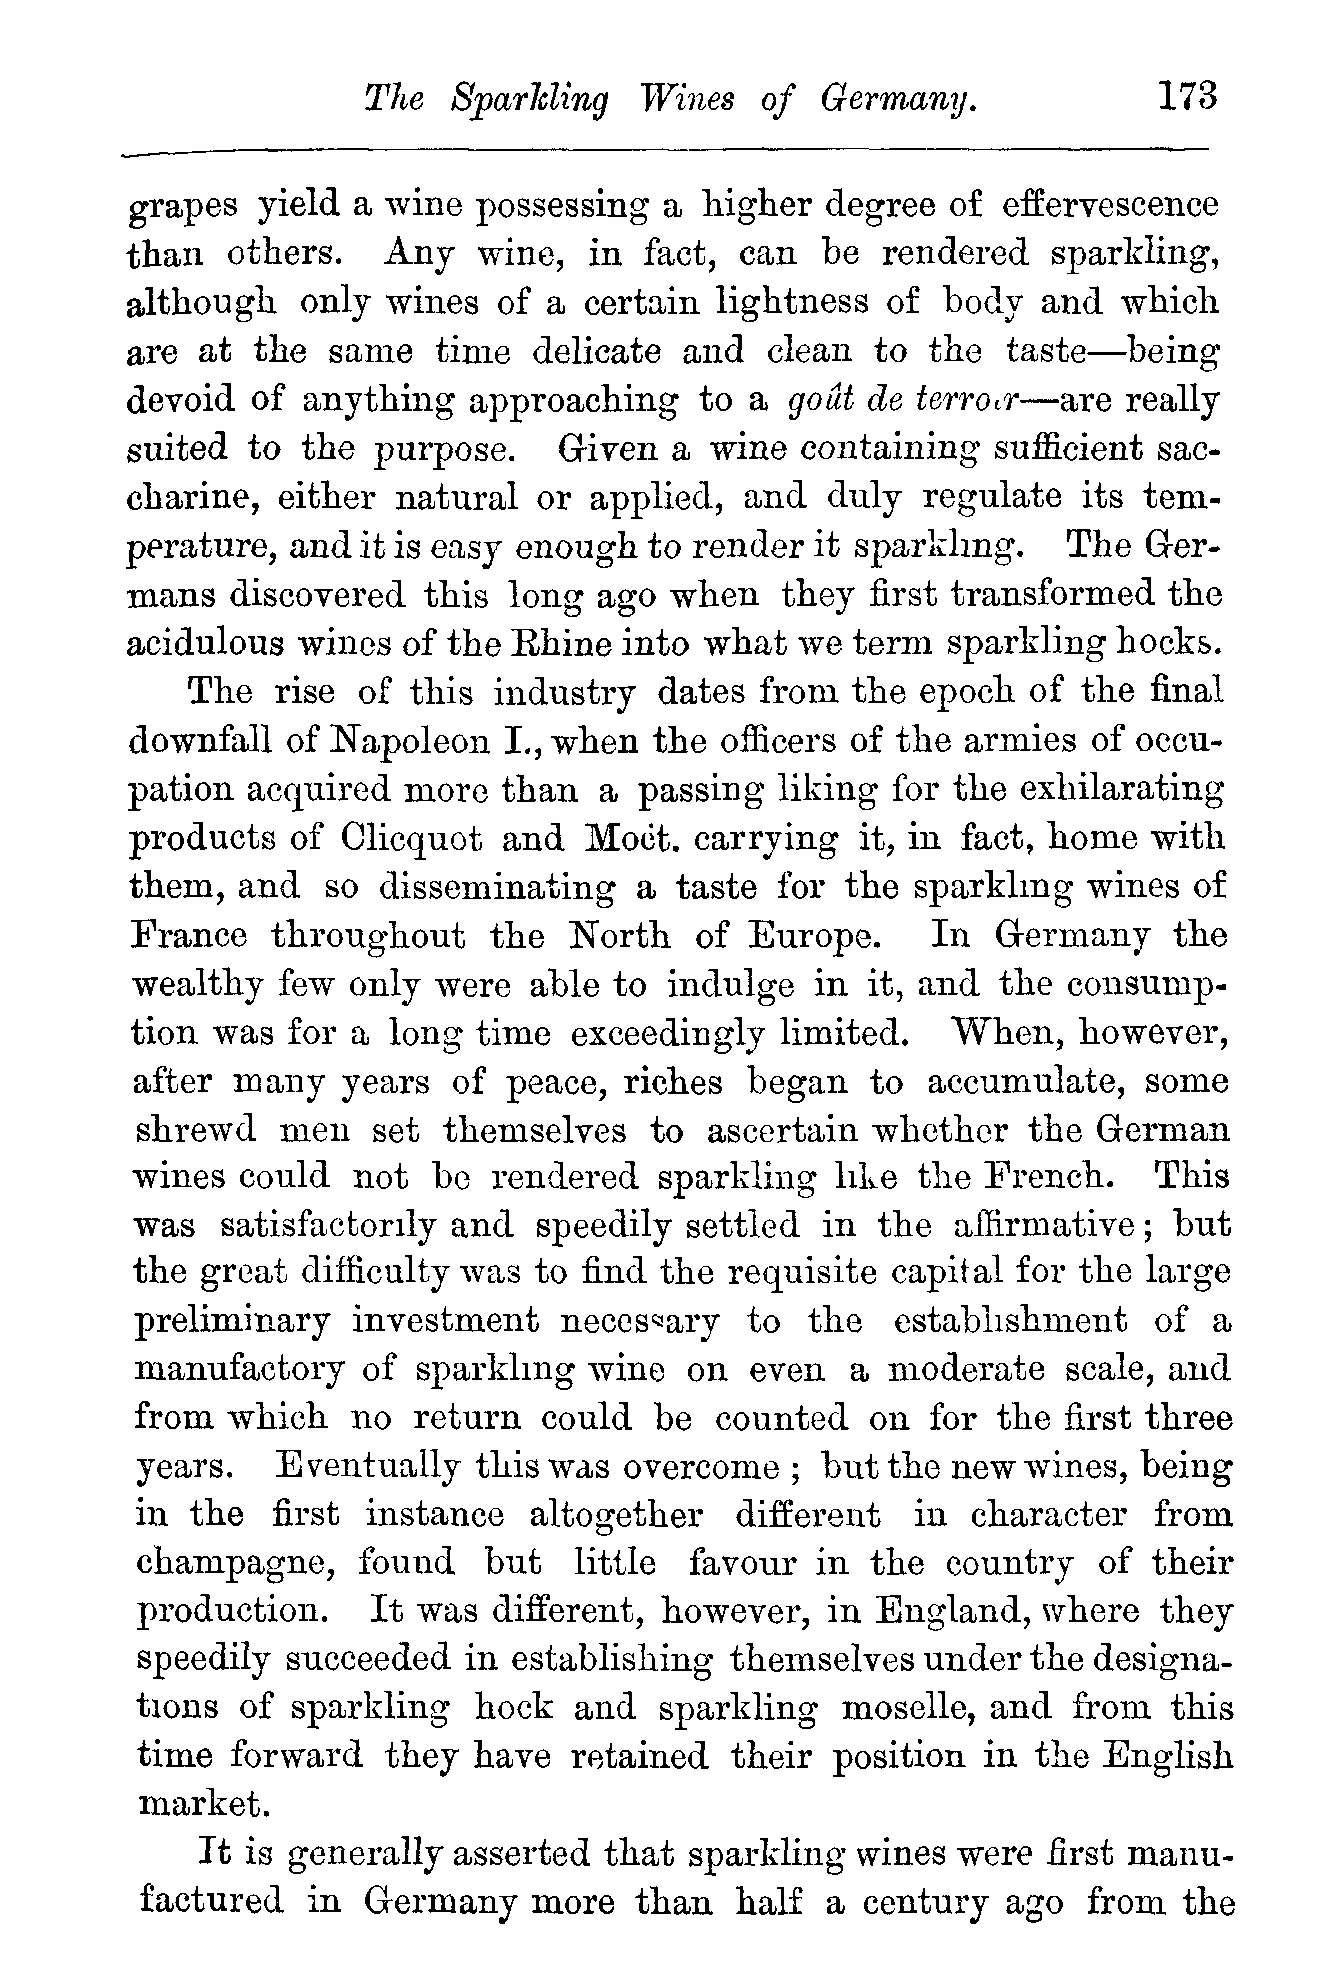 The Sparkling Wines of Germany. 173
grapes yield a wine possessing a higher degree of effervescence
than others. Any wine, in fact, can be rendered sparkling,
although only wines of a certain lightness of body and which
are at the same time delicate and clean to the taste—being
devoid of anything approaching to a goût de terroir—are really
suited to the purpose. Given a wine containing sufficient sac-
charine, either natural or applied, and duly regulate its tem-
perature, and it is easy enough to render it sparkling. The Ger-
mans discovered this long ago when they first transformed the
acidulous wines of the Rhine into what we term sparkling hocks.
The rise of this industry dates from the epoch of the final
downfall of Napoleon I., when the officers of the armies of occu-
pation acquired more than a passing liking for the exhilarating
products of Clicquot and Moët. carrying it, in fact, home with
them, and so disseminating a taste for the sparkling wines of
France throughout the North of Europe. In Germany the
wealthy few only were able to indulge in it, and the consump-
tion was for a long time exceedingly limited. When, however,
after many years of peace, riches began to accumulate, some
shrewd men set themselves to ascertain whether the German
wines could not be rendered sparkling like the French. This
was satisfactorily and speedily settled in the affirmative; but
the great difficulty was to find the requisite capital for the large
preliminary investment necessary to the establishment of a
manufactory of sparkling wine on even a moderate scale, and
from which no return could be counted on for the first three
years. Eventually this was overcome; but the new wines, being
in the first instance altogether different in character from
champagne, found but little favour in the country of their
production. It was different, however, in England, where they
speedily succeeded in establishing themselves under the designa-
tions of sparkling hock and sparkling moselle, and from this
time forward they have retained their position in the English
market.
It is generally asserted that sparkling wines were first manu-
factured in Germany more than half a century ago from the